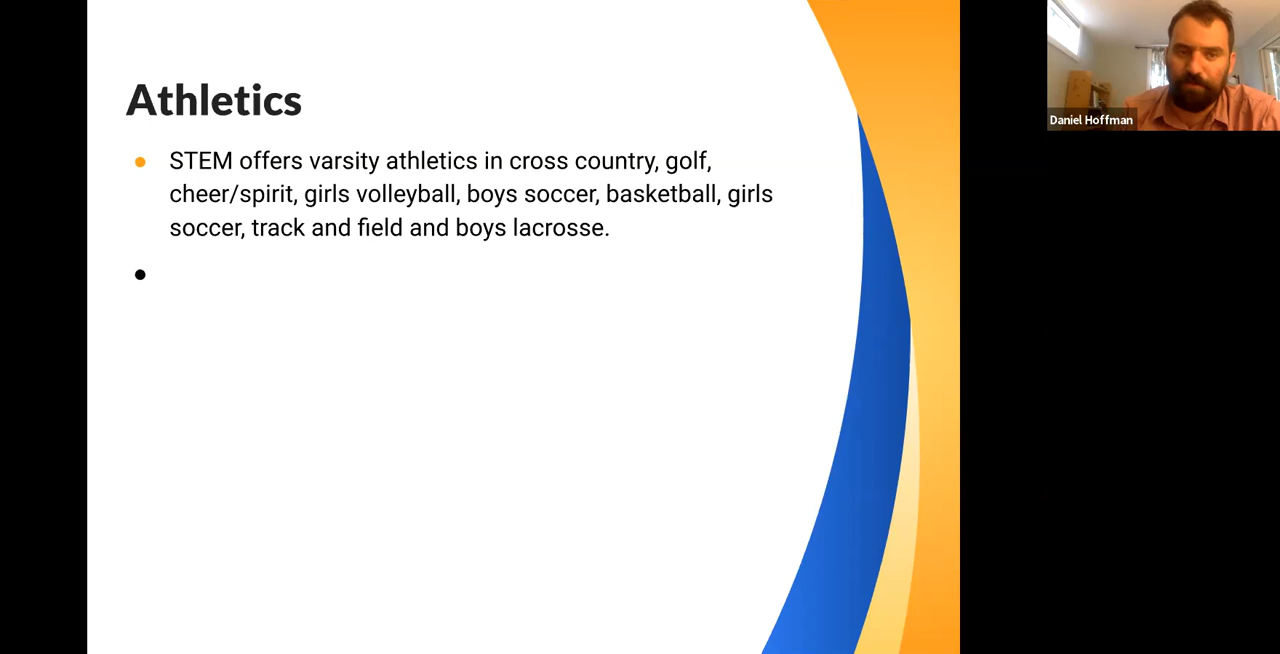 Athletics
STEM offers varsity athletics in cross country, golf,
cheer/spirit, girls volleyball, boys soccer, basketball, girls
soccer, track and field and boys lacrosse.
Daniel Hoffman